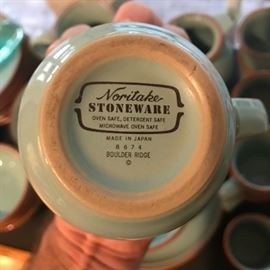 Noritake
STONEWARE
OVEN SAFE, DETERGENT SAFE
MICROWAVE OVEN SAFE
MADE IN JAPAN
8674
BOULDER RIDGE
©